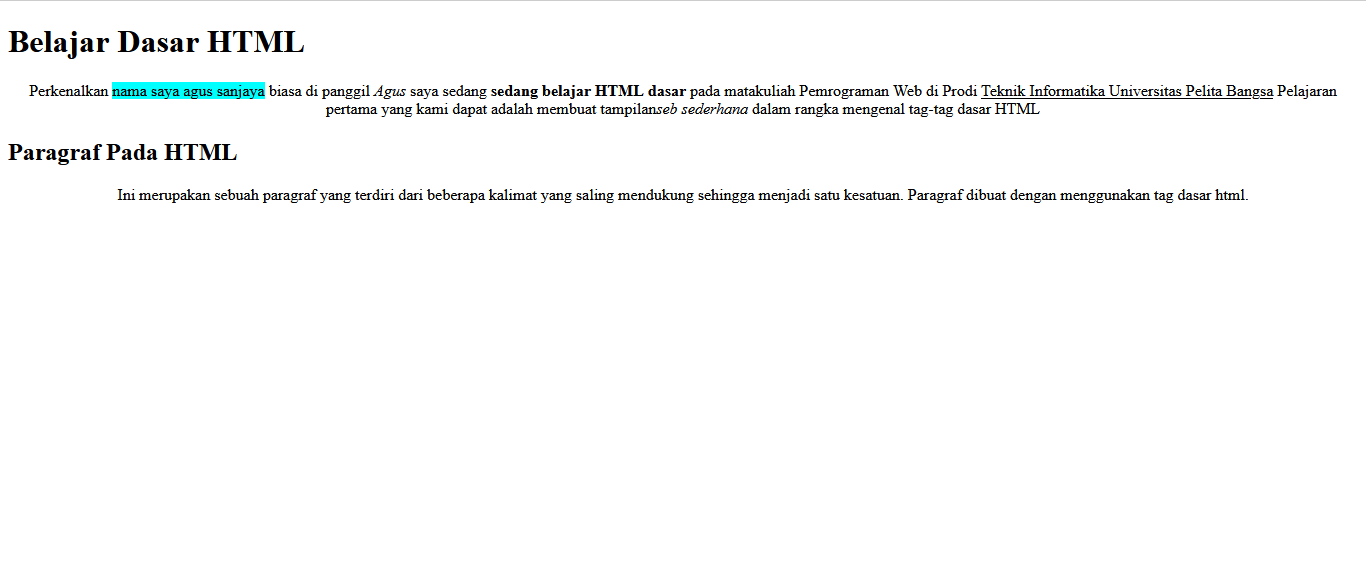 Belajar Dasar HTML
Perkenalkan nama saya agus sanjaya biasa di panggil Agus saya sedang sedang belajar HTML dasar pada matakuliah Pemrograman Web di Prodi Teknik Informatika Universitas Pelita Bangsa Pelajaran
pertama yang kami dapat adalah membuat tampilanseb sederhana dalam rangka mengenal tag-tag dasar HTML
Paragraf Pada HTML
Ini merupakan sebuah paragraf yang terdiri dari beberapa kalimat yang saling mendukung sehingga menjadi satu kesatuan. Paragraf dibuat dengan menggunakan tag dasar html.